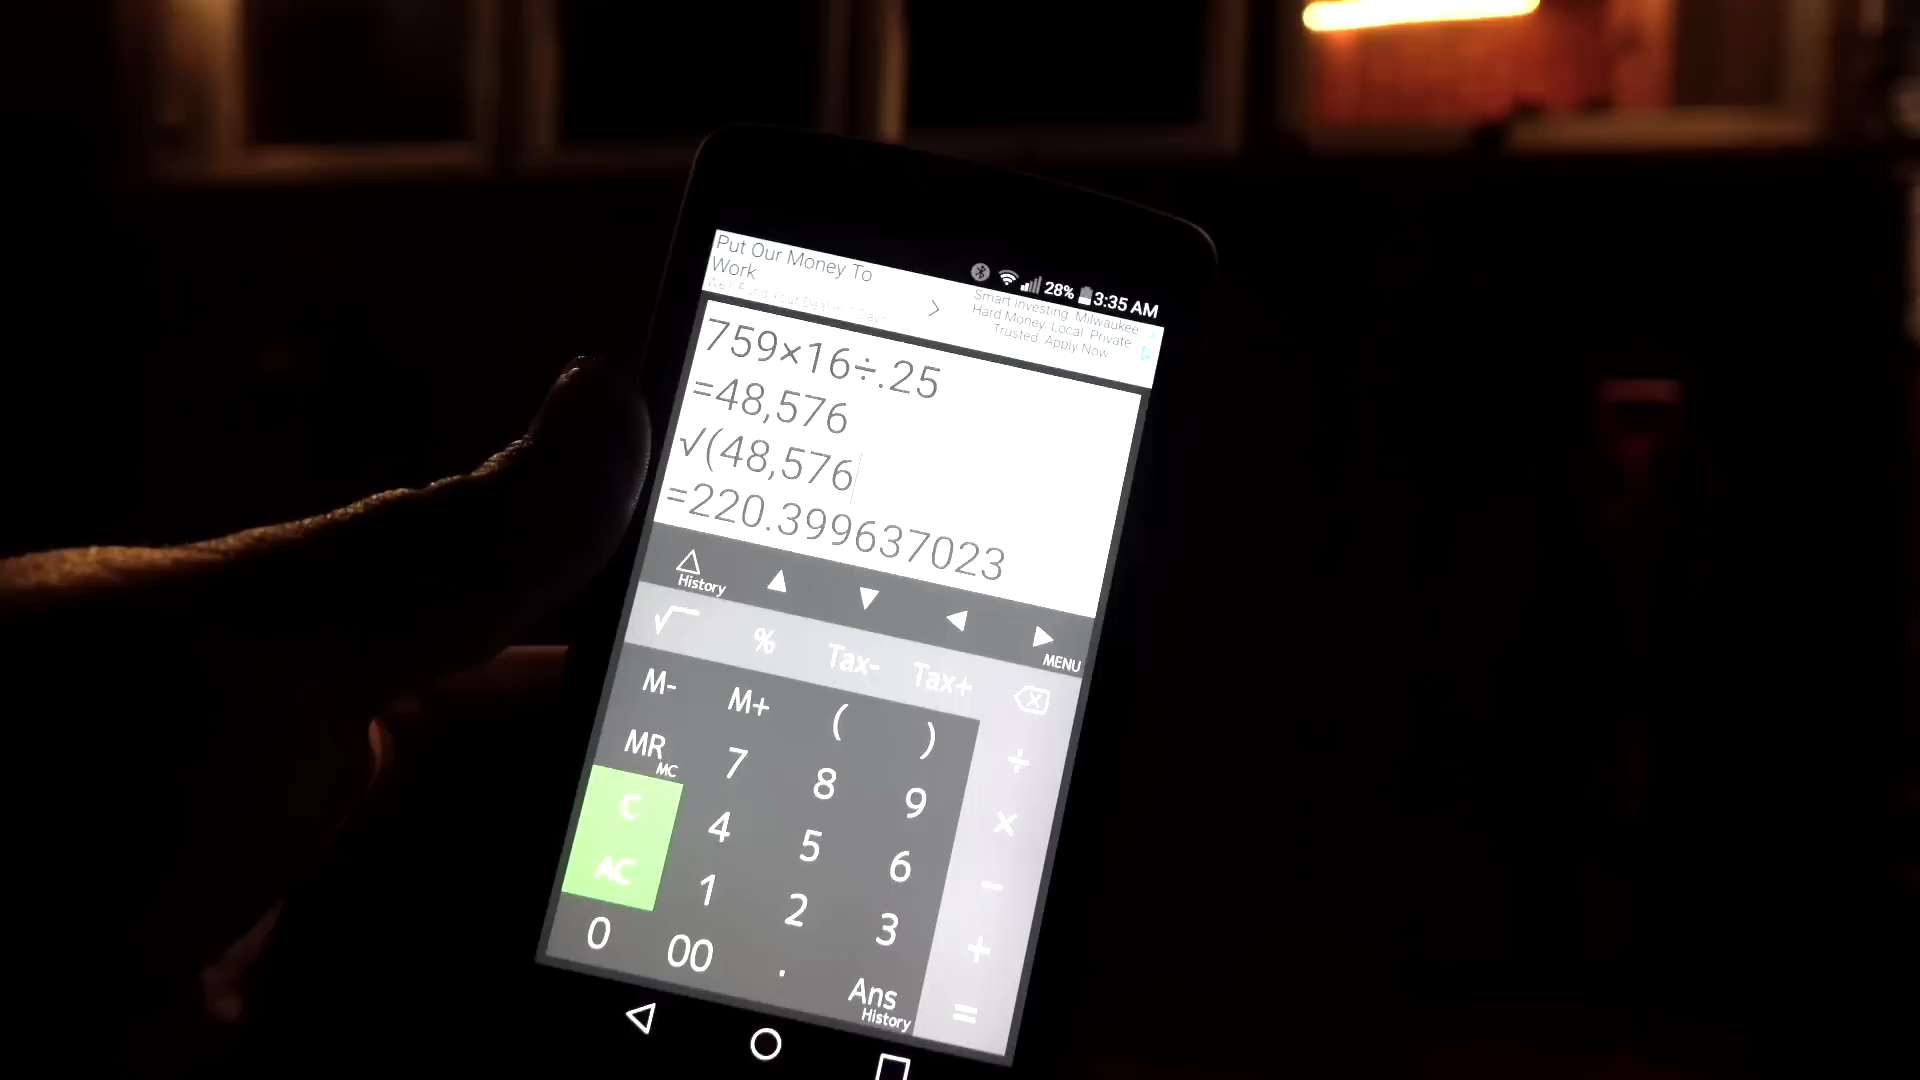 28% 3:35 AM
Put Our Money To
Work
Smart Investing Milwaukee
Hard Money. Local. Private
Trusted. Apply Now
759×16÷.25
=48,576
√(48,576
=220.399637023
History
MENU
√ % Tax- Tax+
M- M+ ( )
MR MC 7 8 9 ÷
C 4 5 6 ×
AC 1 2 3 −
0 00 . Ans +
History =